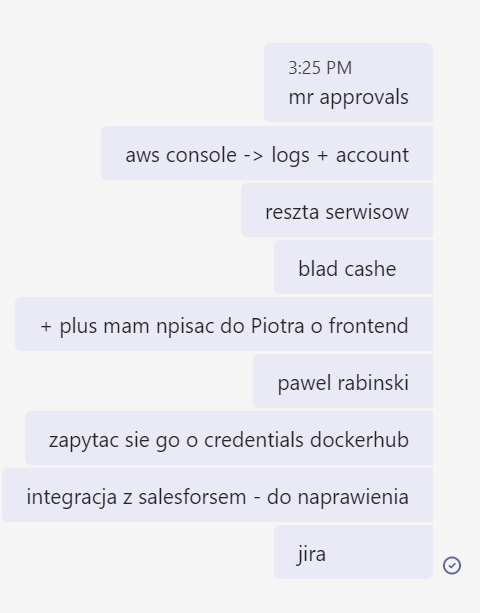 3:25 PM
mr approvals
aws console -> logs + account
reszta serwisow
blad cashe
+ plus mam npisac do Piotra o frontend
pawel rabinski
zapytac sie go o credentials dockerhub
integracja z salesforsem - do naprawienia
jira